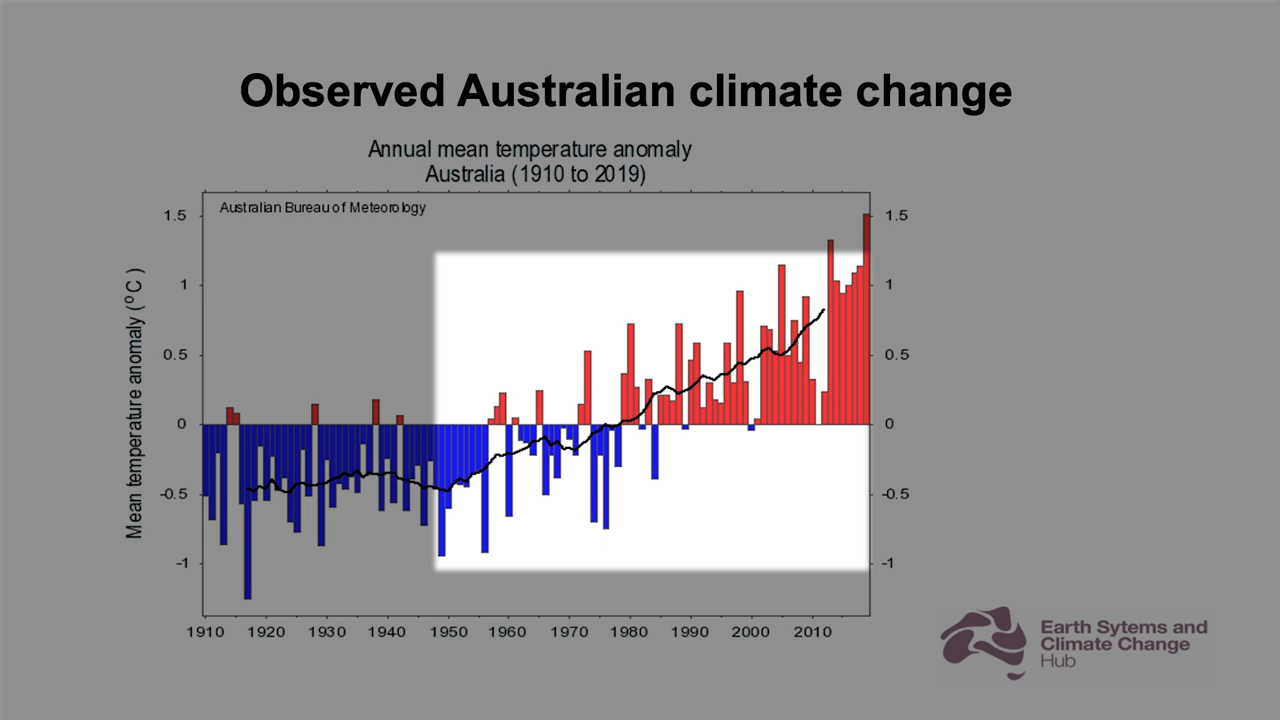 Observed Australian climate change
Annual mean temperature anomaly
Australia (1910 to 2019)
Australian Bureau of Meteorology
Mean temperature anomaly (°C)
1.5
1
0.5
0
-0.5
-1
1.5
1
0.5
0
-0.5
-1
1910 1920 1930 1940 1950 1960 1970 1980 1990 2000 2010
Earth Sytems and
Climate Change
Hub